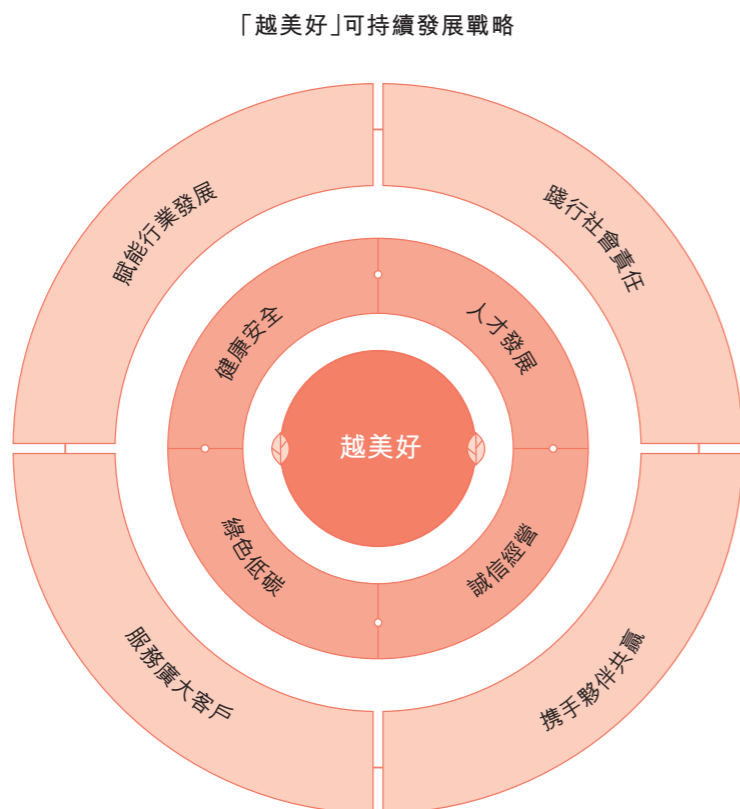 「越美好」可持續發展戰略
賦能行業發展
踐行社會責任
健康安全
人才發展
越美好
綠色低碳
誠信經營
服務廣大客戶
攜手夥伴共贏